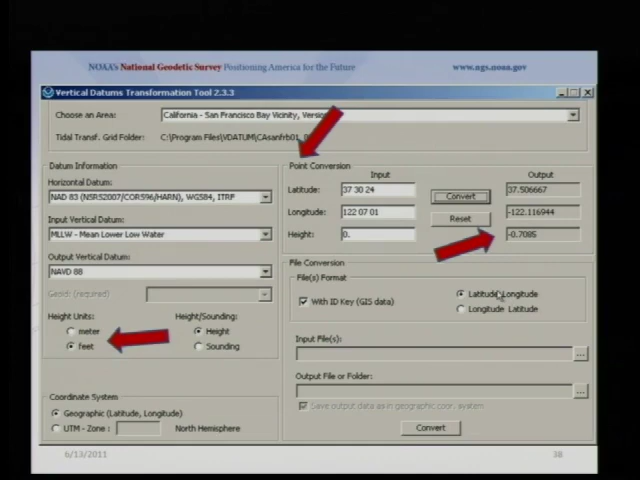 NOAA's National Geodetic Survey Positioning America for the Future
www.ngs.noaa.gov
Vertical Datums Transformation Tool 2.3.3
Choose an Area:
California - San Francisco Bay Vicinity, Versio
Tidal Transf. Grid Folder: C:\Program Files\VDATUM\CAsanfrb01
Datum Information
Horizontal Datum:
NAD 83 (NSRS2007/CORS96/HARN), WGS84, ITRF
Input Vertical Datum:
MLLW - Mean Lower Low Water
Output Vertical Datum:
NAVD 88
Geoid: (required)
Height Units:
Height/Sounding:
meter
Height
feet
Sounding
Coordinate System
Geographic (Latitude, Longitude)
UTM - Zone :
North Hemisphere
Point Conversion
Input
Output
Latitude:
37 30 24
Convert
37.506667
Longitude:
122 07 01
Reset
-122.116944
Height:
0.
-0.7085
File Conversion
File(s) Format
With ID Key (GIS data)
Latitude Longitude
Longitude Latitude
Input File(s):
...
Output File or Folder:
...
Save output data as in geographic coor. system
Convert
6/13/2011
38